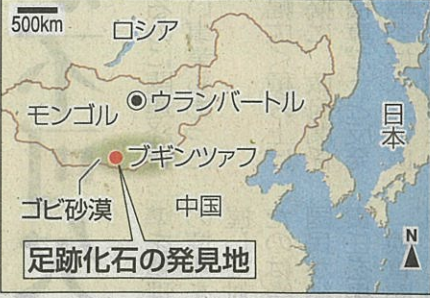 500km
ロシア
モンゴル
ウランバートル
日本
ブギンツァフ
ゴビ砂漠
中国
足跡化石の発見地
N